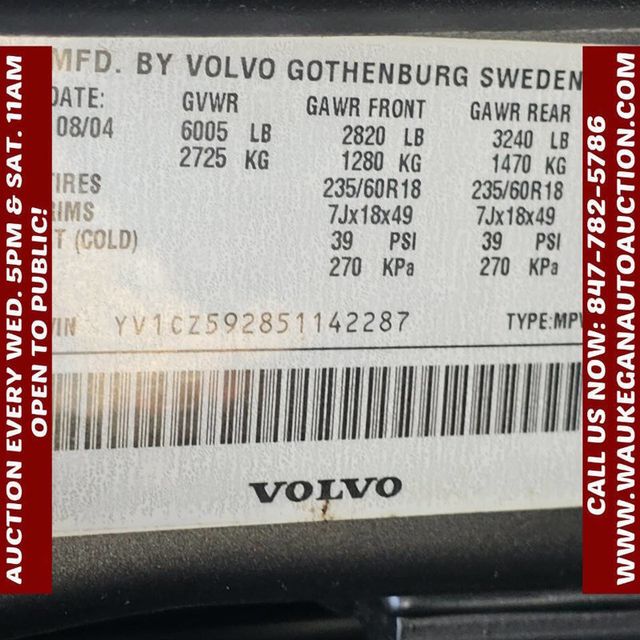 MFD. BY VOLVO GOTHENBURG SWEDEN
DATE: GVWR GAWR FRONT GAWR REAR
08/04 6005 LB 2820 LB 3240 LB
2725 KG 1280 KG 1470 KG
TIRES 235/60R18 235/60R18
RIMS 7Jx18x49 7Jx18x49
T (COLD) 39 PSI 39 PSI
270 KPa 270 KPa
VIN YV1CZ592851142287 TYPE:MPV
VOLVO
AUCTION EVERY WED. 5PM & SAT. 11AM
OPEN TO PUBLIC!
CALL US NOW: 847-782-5786
WWW.WAUKEGANAUTOAUCTION.COM